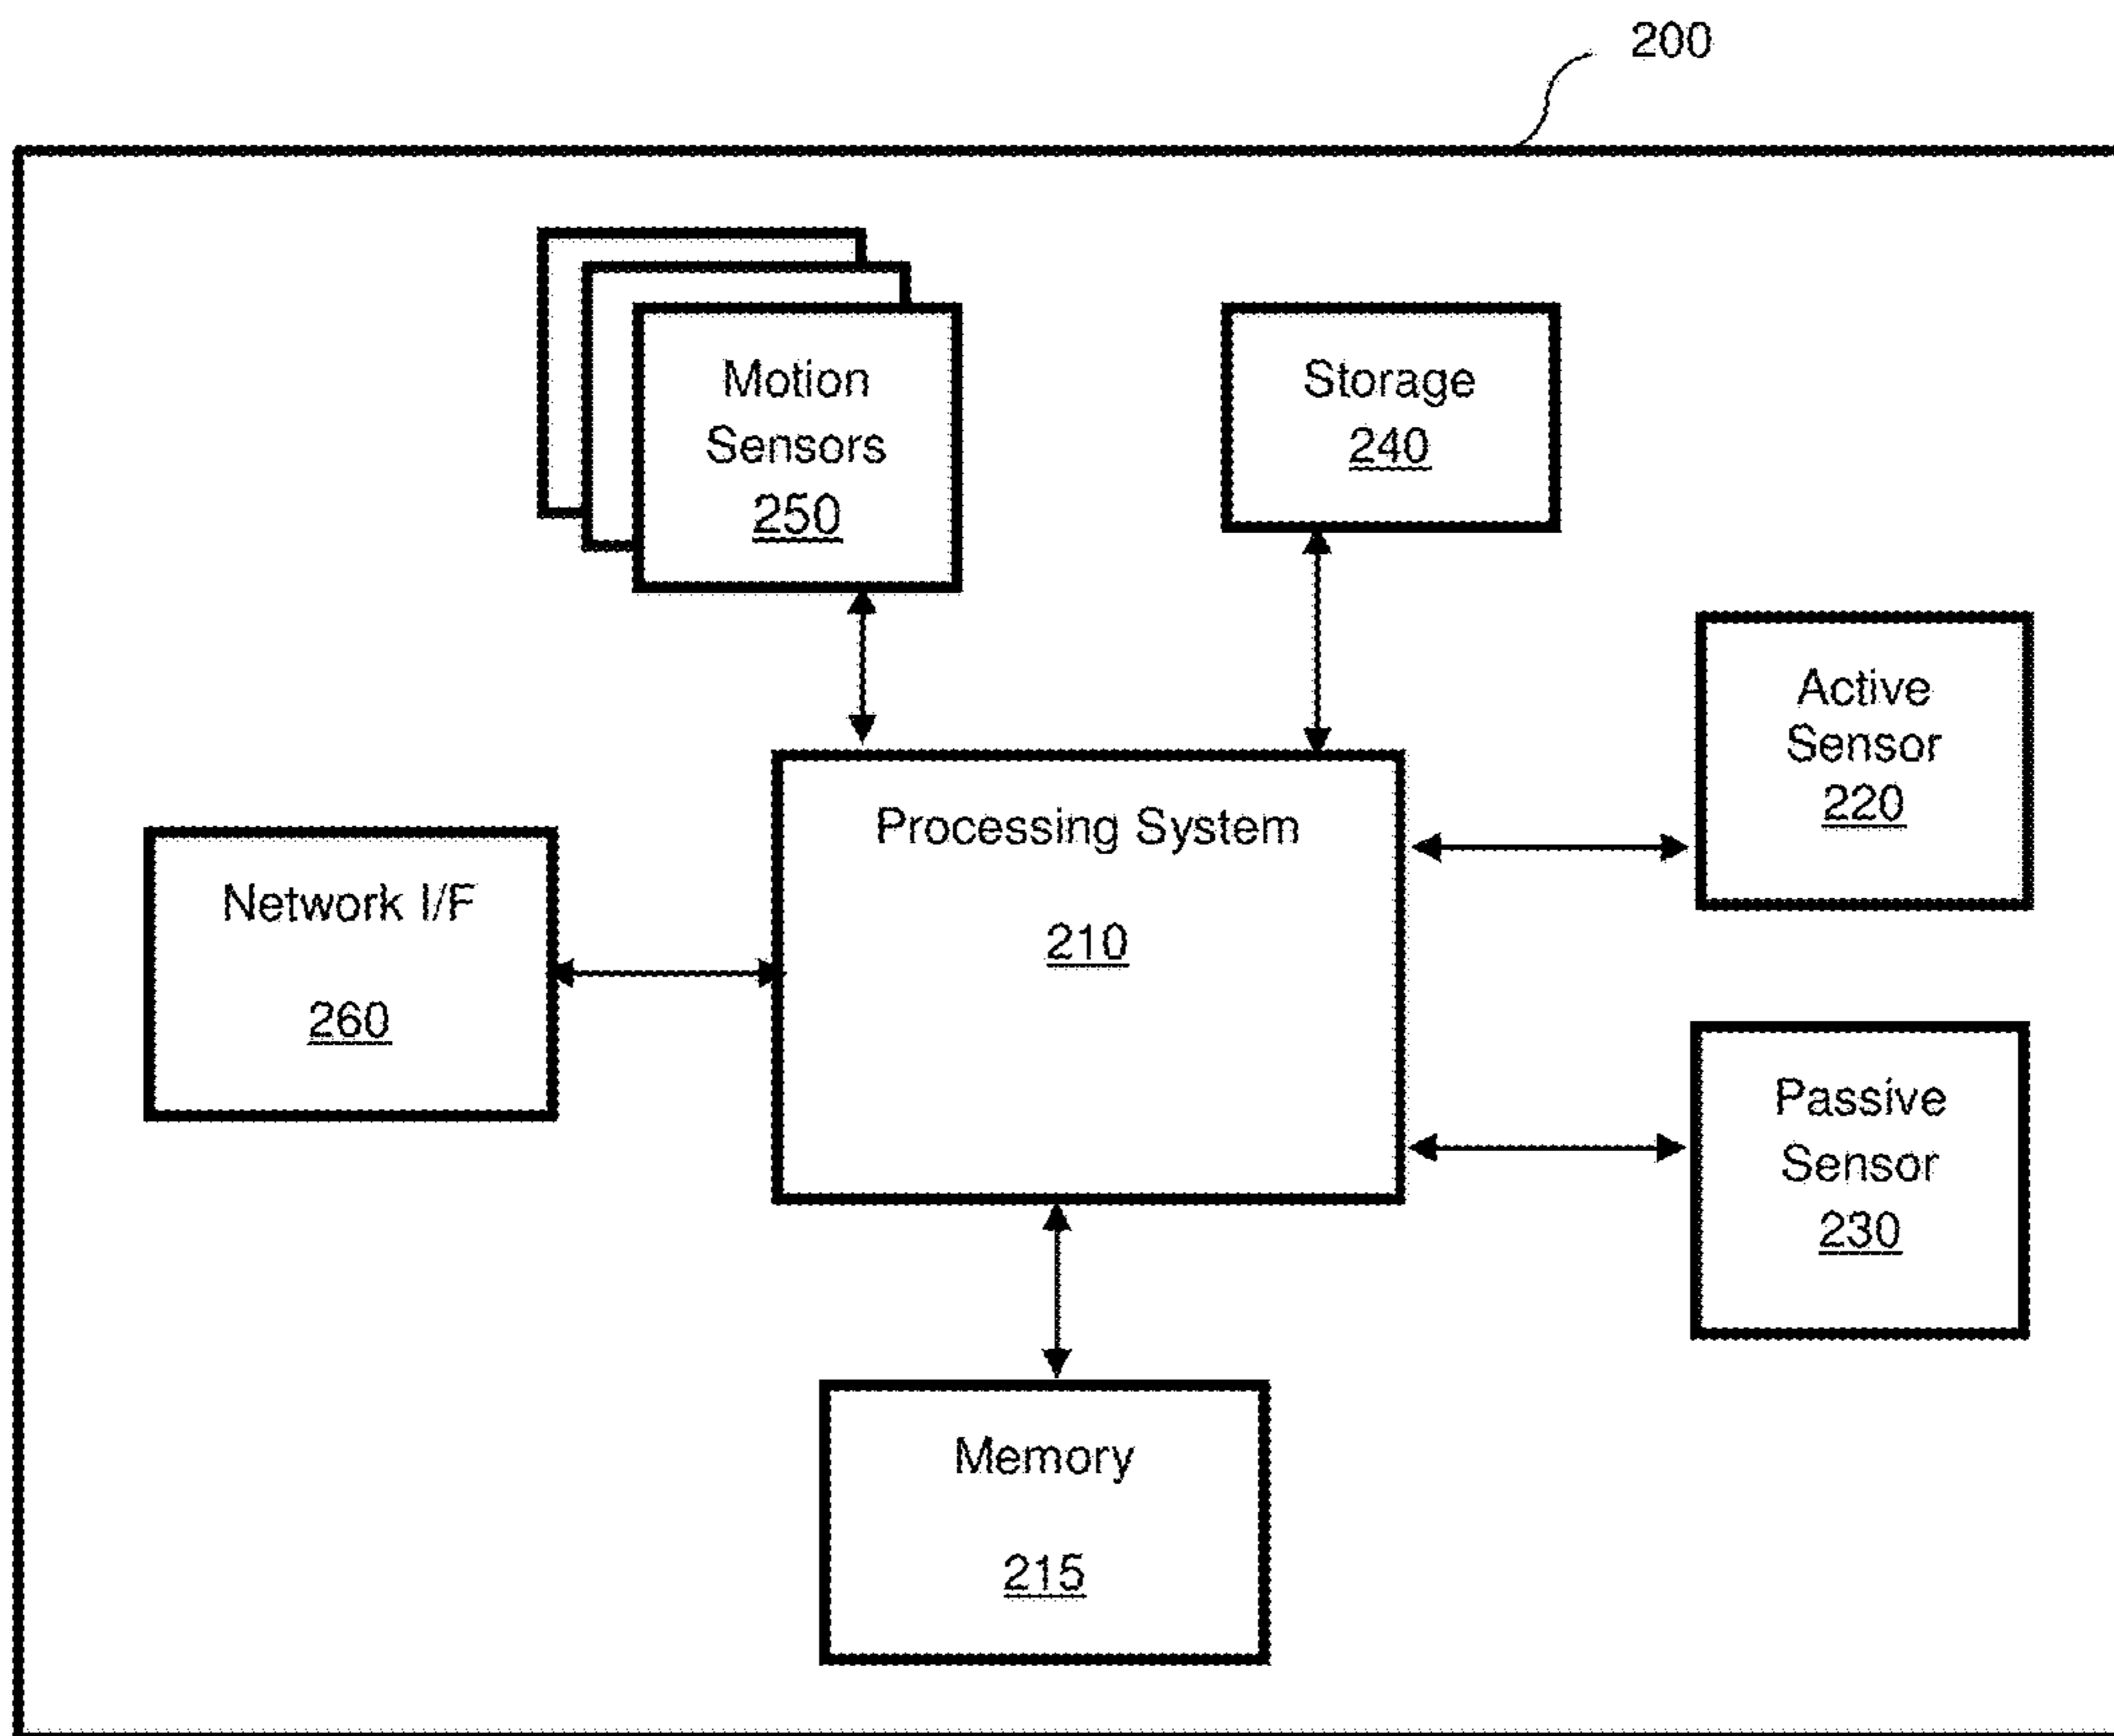 200
Motion
Sensors
250
Storage
240
Active
Sensor
220
Processing System
210
Network I/F
260
Passive
Sensor
230
Memory
215